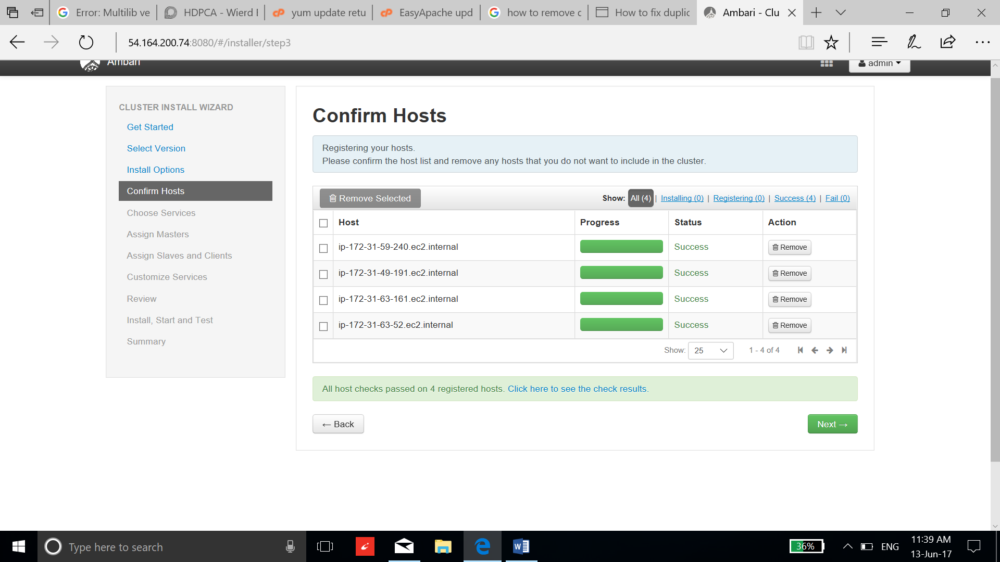 Error: Multilib ve
HDPCA - Wierd I
yum update retu
EasyApache upd
how to remove c
How to fix duplic
Ambari - Clu
54.164.200.74:8080/#/installer/step3
Ambari
admin
CLUSTER INSTALL WIZARD
Get Started
Select Version
Install Options
Confirm Hosts
Choose Services
Assign Masters
Assign Slaves and Clients
Customize Services
Review
Install, Start and Test
Summary
Confirm Hosts
Registering your hosts.
Please confirm the host list and remove any hosts that you do not want to include in the cluster.
Remove Selected
Show: All (4) | Installing (0) | Registering (0) | Success (4) | Fail (0)
Host Progress Status Action
ip-172-31-59-240.ec2.internal Success Remove
ip-172-31-49-191.ec2.internal Success Remove
ip-172-31-63-161.ec2.internal Success Remove
ip-172-31-63-52.ec2.internal Success Remove
Show: 25 1 - 4 of 4
All host checks passed on 4 registered hosts. Click here to see the check results.
← Back
Next →
Type here to search
36%
ENG
11:39 AM
13-Jun-17